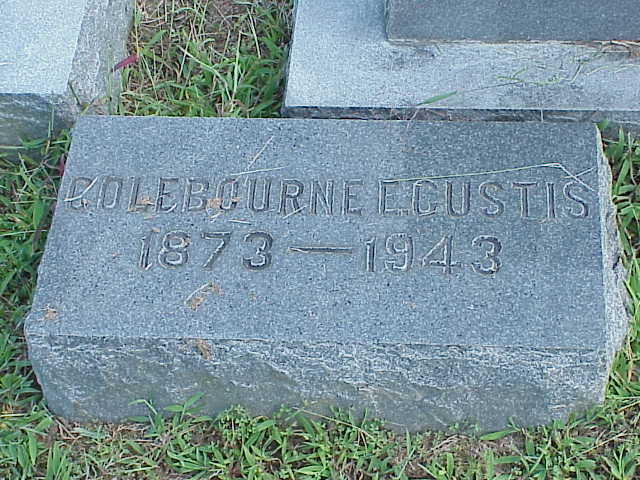 COLEBOURNE E. CUSTIS
1873 — 1943